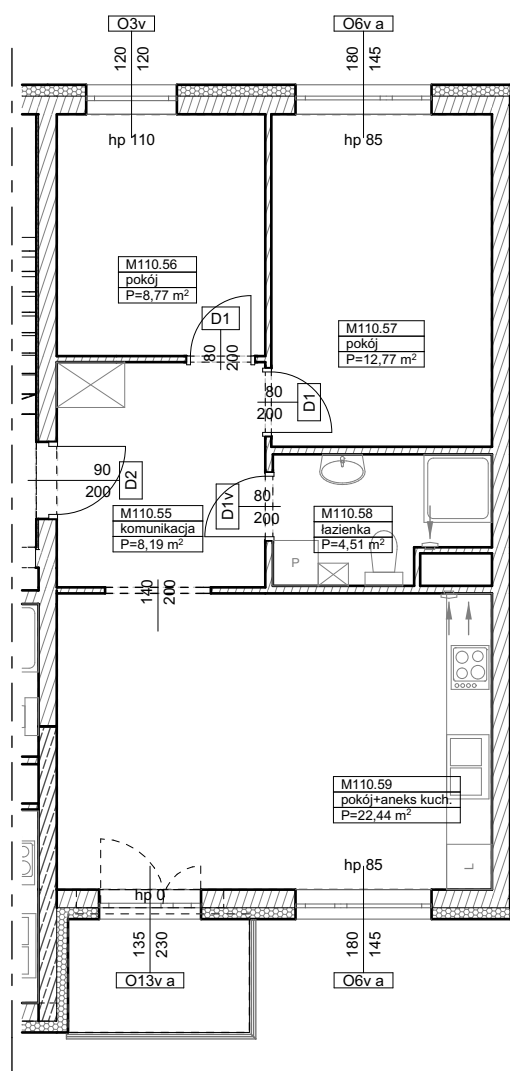 O3v
O6v a
120
120
180
145
hp 110
hp 85
M110.56
pokój
P=8,77 m²
D1
80
200
M110.57
pokój
P=12,77 m²
80
200
D1
90
200
D2
D1v
80
200
M110.55
komunikacja
P=8,19 m²
M110.58
łazienka
P=4,51 m²
P
140
200
M110.59
pokój+aneks kuch.
P=22,44 m²
L
hp 0
hp 85
135
230
180
145
O13v a
O6v a